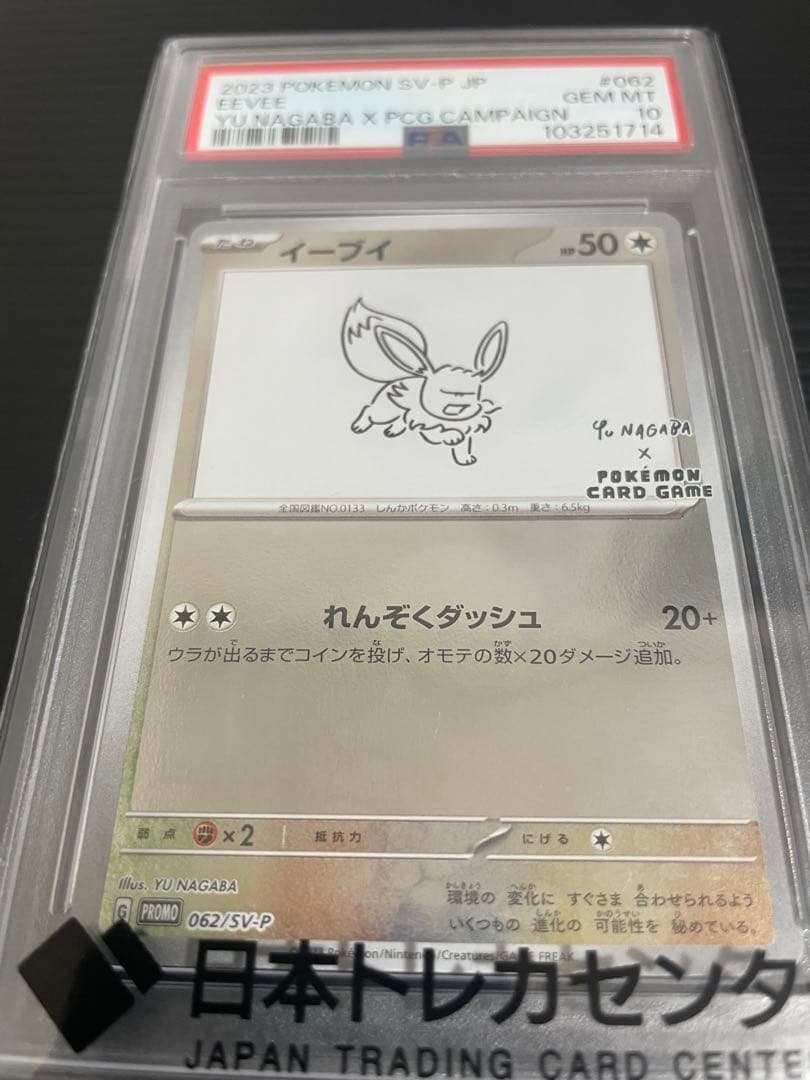 2023 POKEMON SV-P JP #062
EEVEE GEM MT
YU NAGABA X PCG CAMPAIGN 10
PSA 103251714
たね イーブイ HP50
YU NAGABA
×
POKÉMON
CARD GAME
全国図鑑NO.0133 しんかポケモン 高さ:0.3m 重さ:6.5kg
れんぞくダッシュ 20+
ウラが出るまでコインを投げ、オモテの数×20ダメージ追加。
弱点 ×2 抵抗力 にげる
Illus. YU NAGABA
環境の 変化に すぐさま 合わせられるよう
G PROMO 062/SV-P
いくつもの 進化の 可能性を 秘めている。
Pokémon/Nintendo/Creatures/GAME FREAK
日本トレカセンタ
JAPAN TRADING CARD CENTE